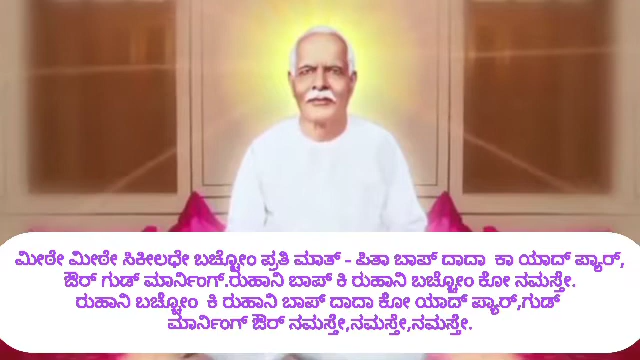 ಮೀಠೇ ಮೀಠೇ ಸಿಕೀಲಧೇ ಬಚ್ಚೋಂ ಪ್ರತಿ ಮಾತ್ - ಪಿತಾ ಬಾಪ್ ದಾದಾ ಕಾ ಯಾದ್ ಪ್ಯಾರ್,
ಔರ್ ಗುಡ್ ಮಾರ್ನಿಂಗ್.ರುಹಾನಿ ಬಾಪ್ ಕಿ ರುಹಾನಿ ಬಚ್ಚೋಂ ಕೋ ನಮಸ್ತೇ.
ರುಹಾನಿ ಬಚ್ಚೋಂ ಕಿ ರುಹಾನಿ ಬಾಪ್ ದಾದಾ ಕೋ ಯಾದ್ ಪ್ಯಾರ್,ಗುಡ್
ಮಾರ್ನಿಂಗ್ ಔರ್ ನಮಸ್ತೇ,ನಮಸ್ತೇ,ನಮಸ್ತೇ.